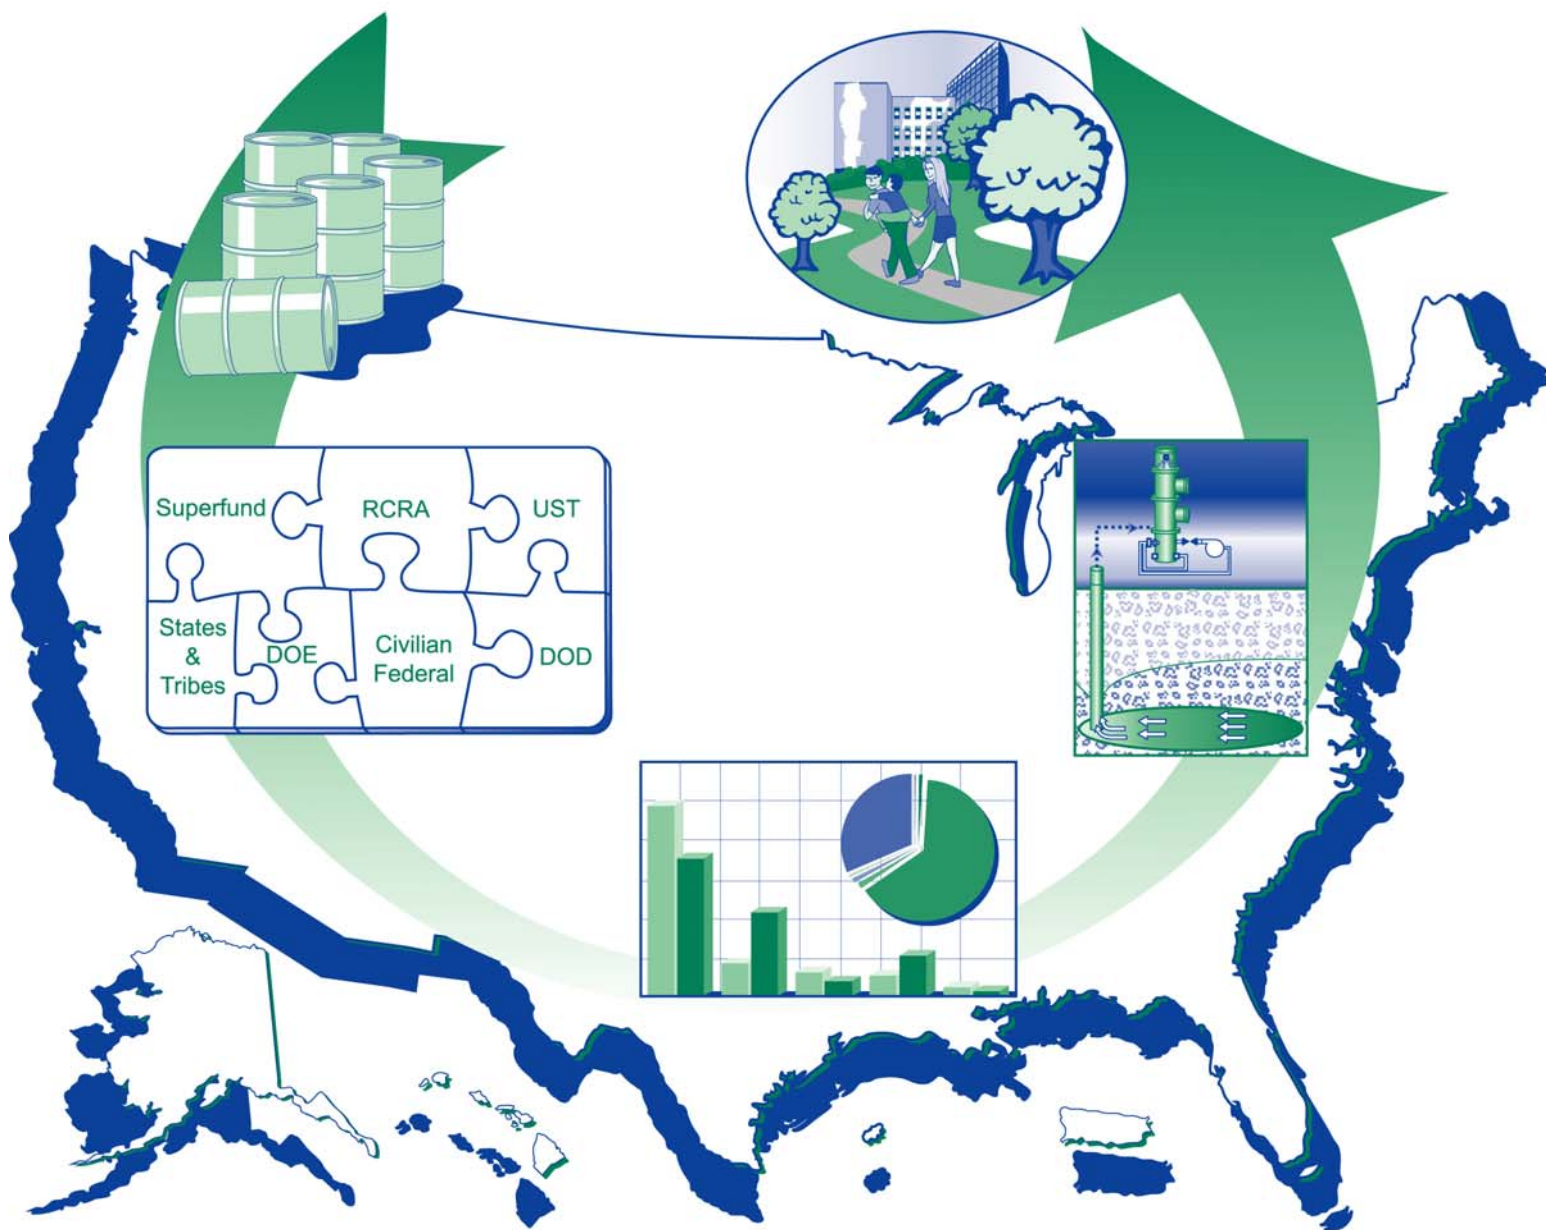 Superfund
RCRA
UST
States
&
Tribes
DOE
Civilian
Federal
DOD